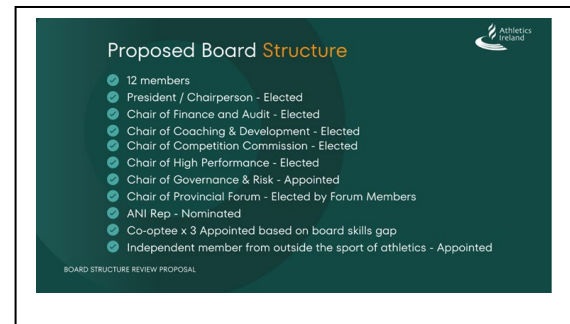 Athletics
Ireland
Proposed Board Structure
12 members
President / Chairperson - Elected
Chair of Finance and Audit - Elected
Chair of Coaching & Development - Elected
Chair of Competition Commission - Elected
Chair of High Performance - Elected
Chair of Governance & Risk - Appointed
Chair of Provincial Forum - Elected by Forum Members
ANI Rep - Nominated
Co-optee x 3 Appointed based on board skills gap
Independent member from outside the sport of athletics - Appointed
BOARD STRUCTURE REVIEW PROPOSAL